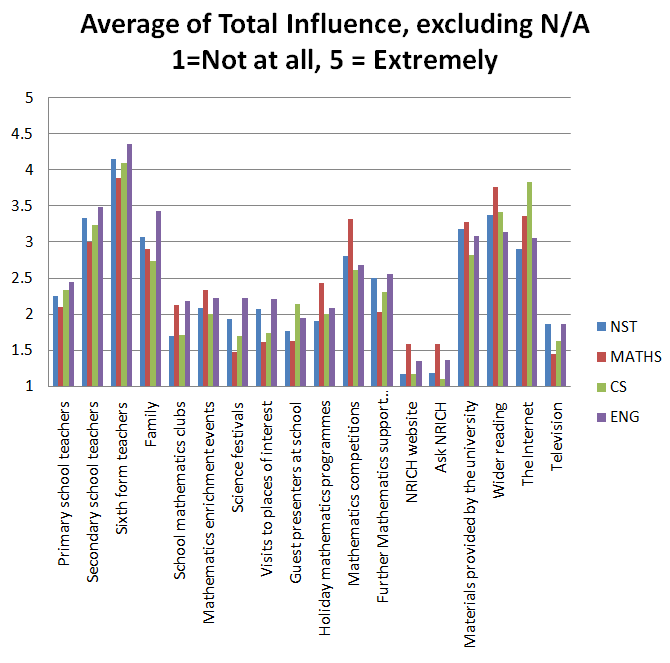 Average of Total Influence, excluding N/A
1=Not at all, 5 = Extremely
5
4.5
4
3.5
3
2.5
2
1.5
1
Primary school teachers
Secondary school teachers
Sixth form teachers
Family
School mathematics clubs
Mathematics enrichment events
Science festivals
Visits to places of interest
Guest presenters at school
Holiday mathematics programmes
Mathematics competitions
Further Mathematics support...
NRICH website
Ask NRICH
Materials provided by the university
Wider reading
The Internet
Television
NST
MATHS
CS
ENG